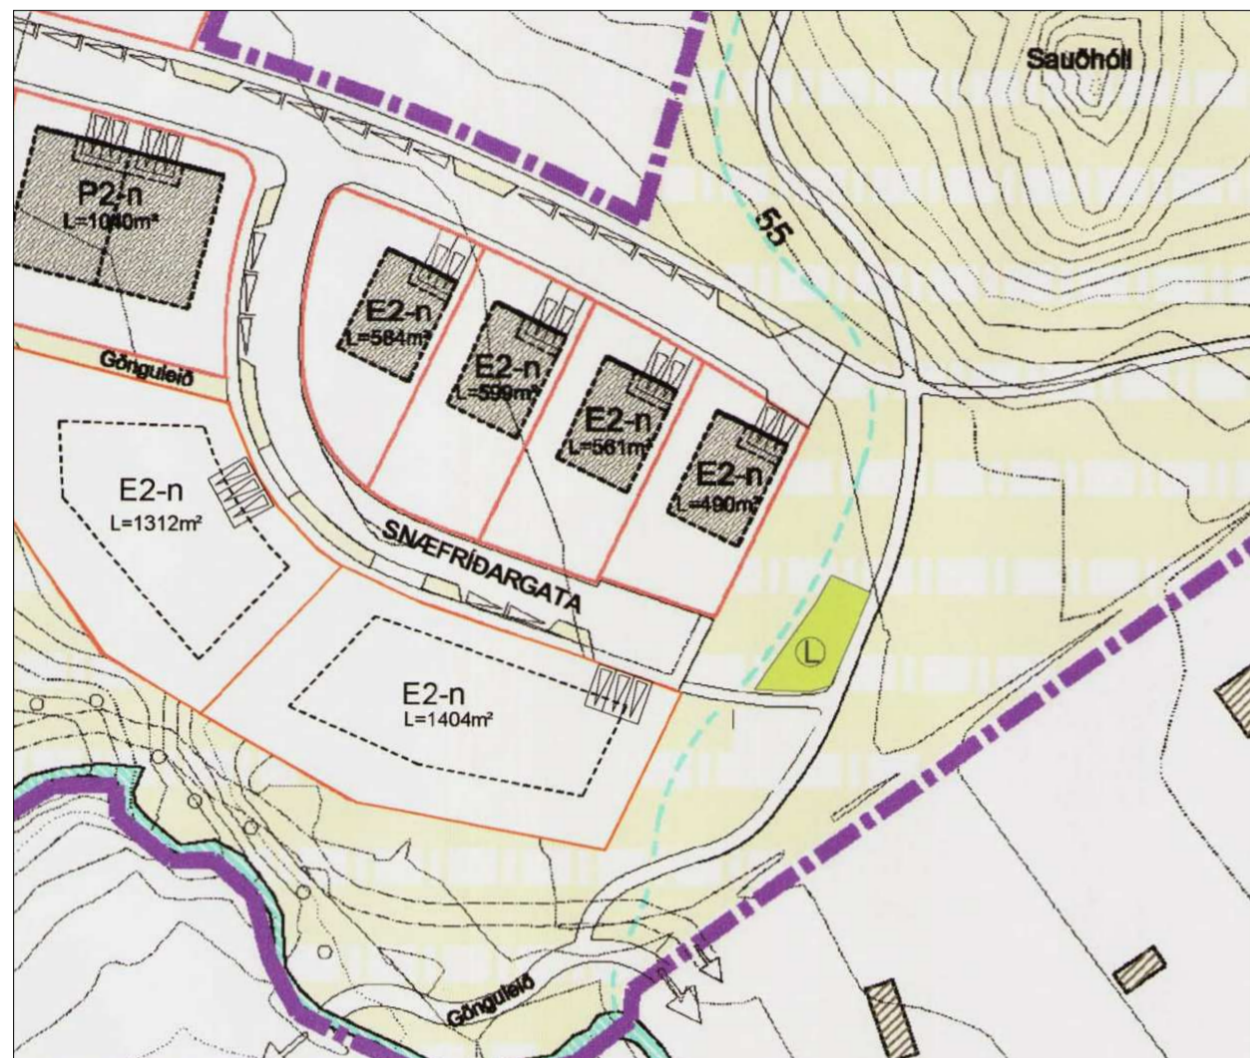 Sauðhóll
P2-n
L=1040m²
55
E2-n
L=584m²
E2-n
L=599m²
Gönguleið
E2-n
L=561m²
E2-n
L=490m²
E2-n
L=1312m²
SNÆFRÍÐARGATA
L
E2-n
L=1404m²
Gönguleið